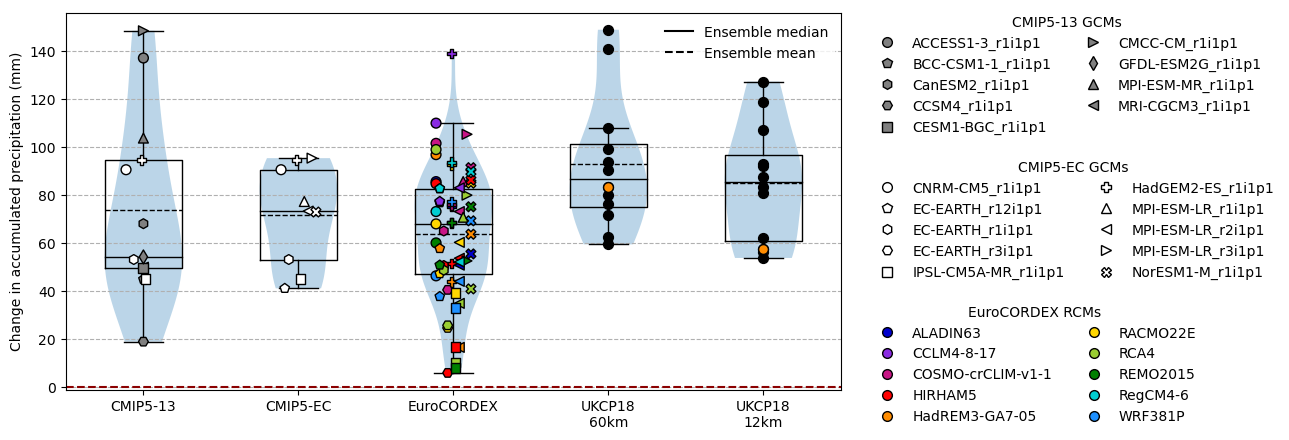 Change in accumulated precipitation (mm)
140
120
100
80
60
40
20
0
Ensemble median
Ensemble mean
CMIP5-13
CMIP5-EC
EuroCORDEX
UKCP18
60km
UKCP18
12km
CMIP5-13 GCMs
ACCESS1-3_r1i1p1
BCC-CSM1-1_r1i1p1
CanESM2_r1i1p1
CCSM4_r1i1p1
CESM1-BGC_r1i1p1
CMCC-CM_r1i1p1
GFDL-ESM2G_r1i1p1
MPI-ESM-MR_r1i1p1
MRI-CGCM3_r1i1p1
CMIP5-EC GCMs
CNRM-CM5_r1i1p1
EC-EARTH_r12i1p1
EC-EARTH_r1i1p1
EC-EARTH_r3i1p1
IPSL-CM5A-MR_r1i1p1
HadGEM2-ES_r1i1p1
MPI-ESM-LR_r1i1p1
MPI-ESM-LR_r2i1p1
MPI-ESM-LR_r3i1p1
NorESM1-M_r1i1p1
EuroCORDEX RCMs
ALADIN63
CCLM4-8-17
COSMO-crCLIM-v1-1
HIRHAM5
HadREM3-GA7-05
RACMO22E
RCA4
REMO2015
RegCM4-6
WRF381P